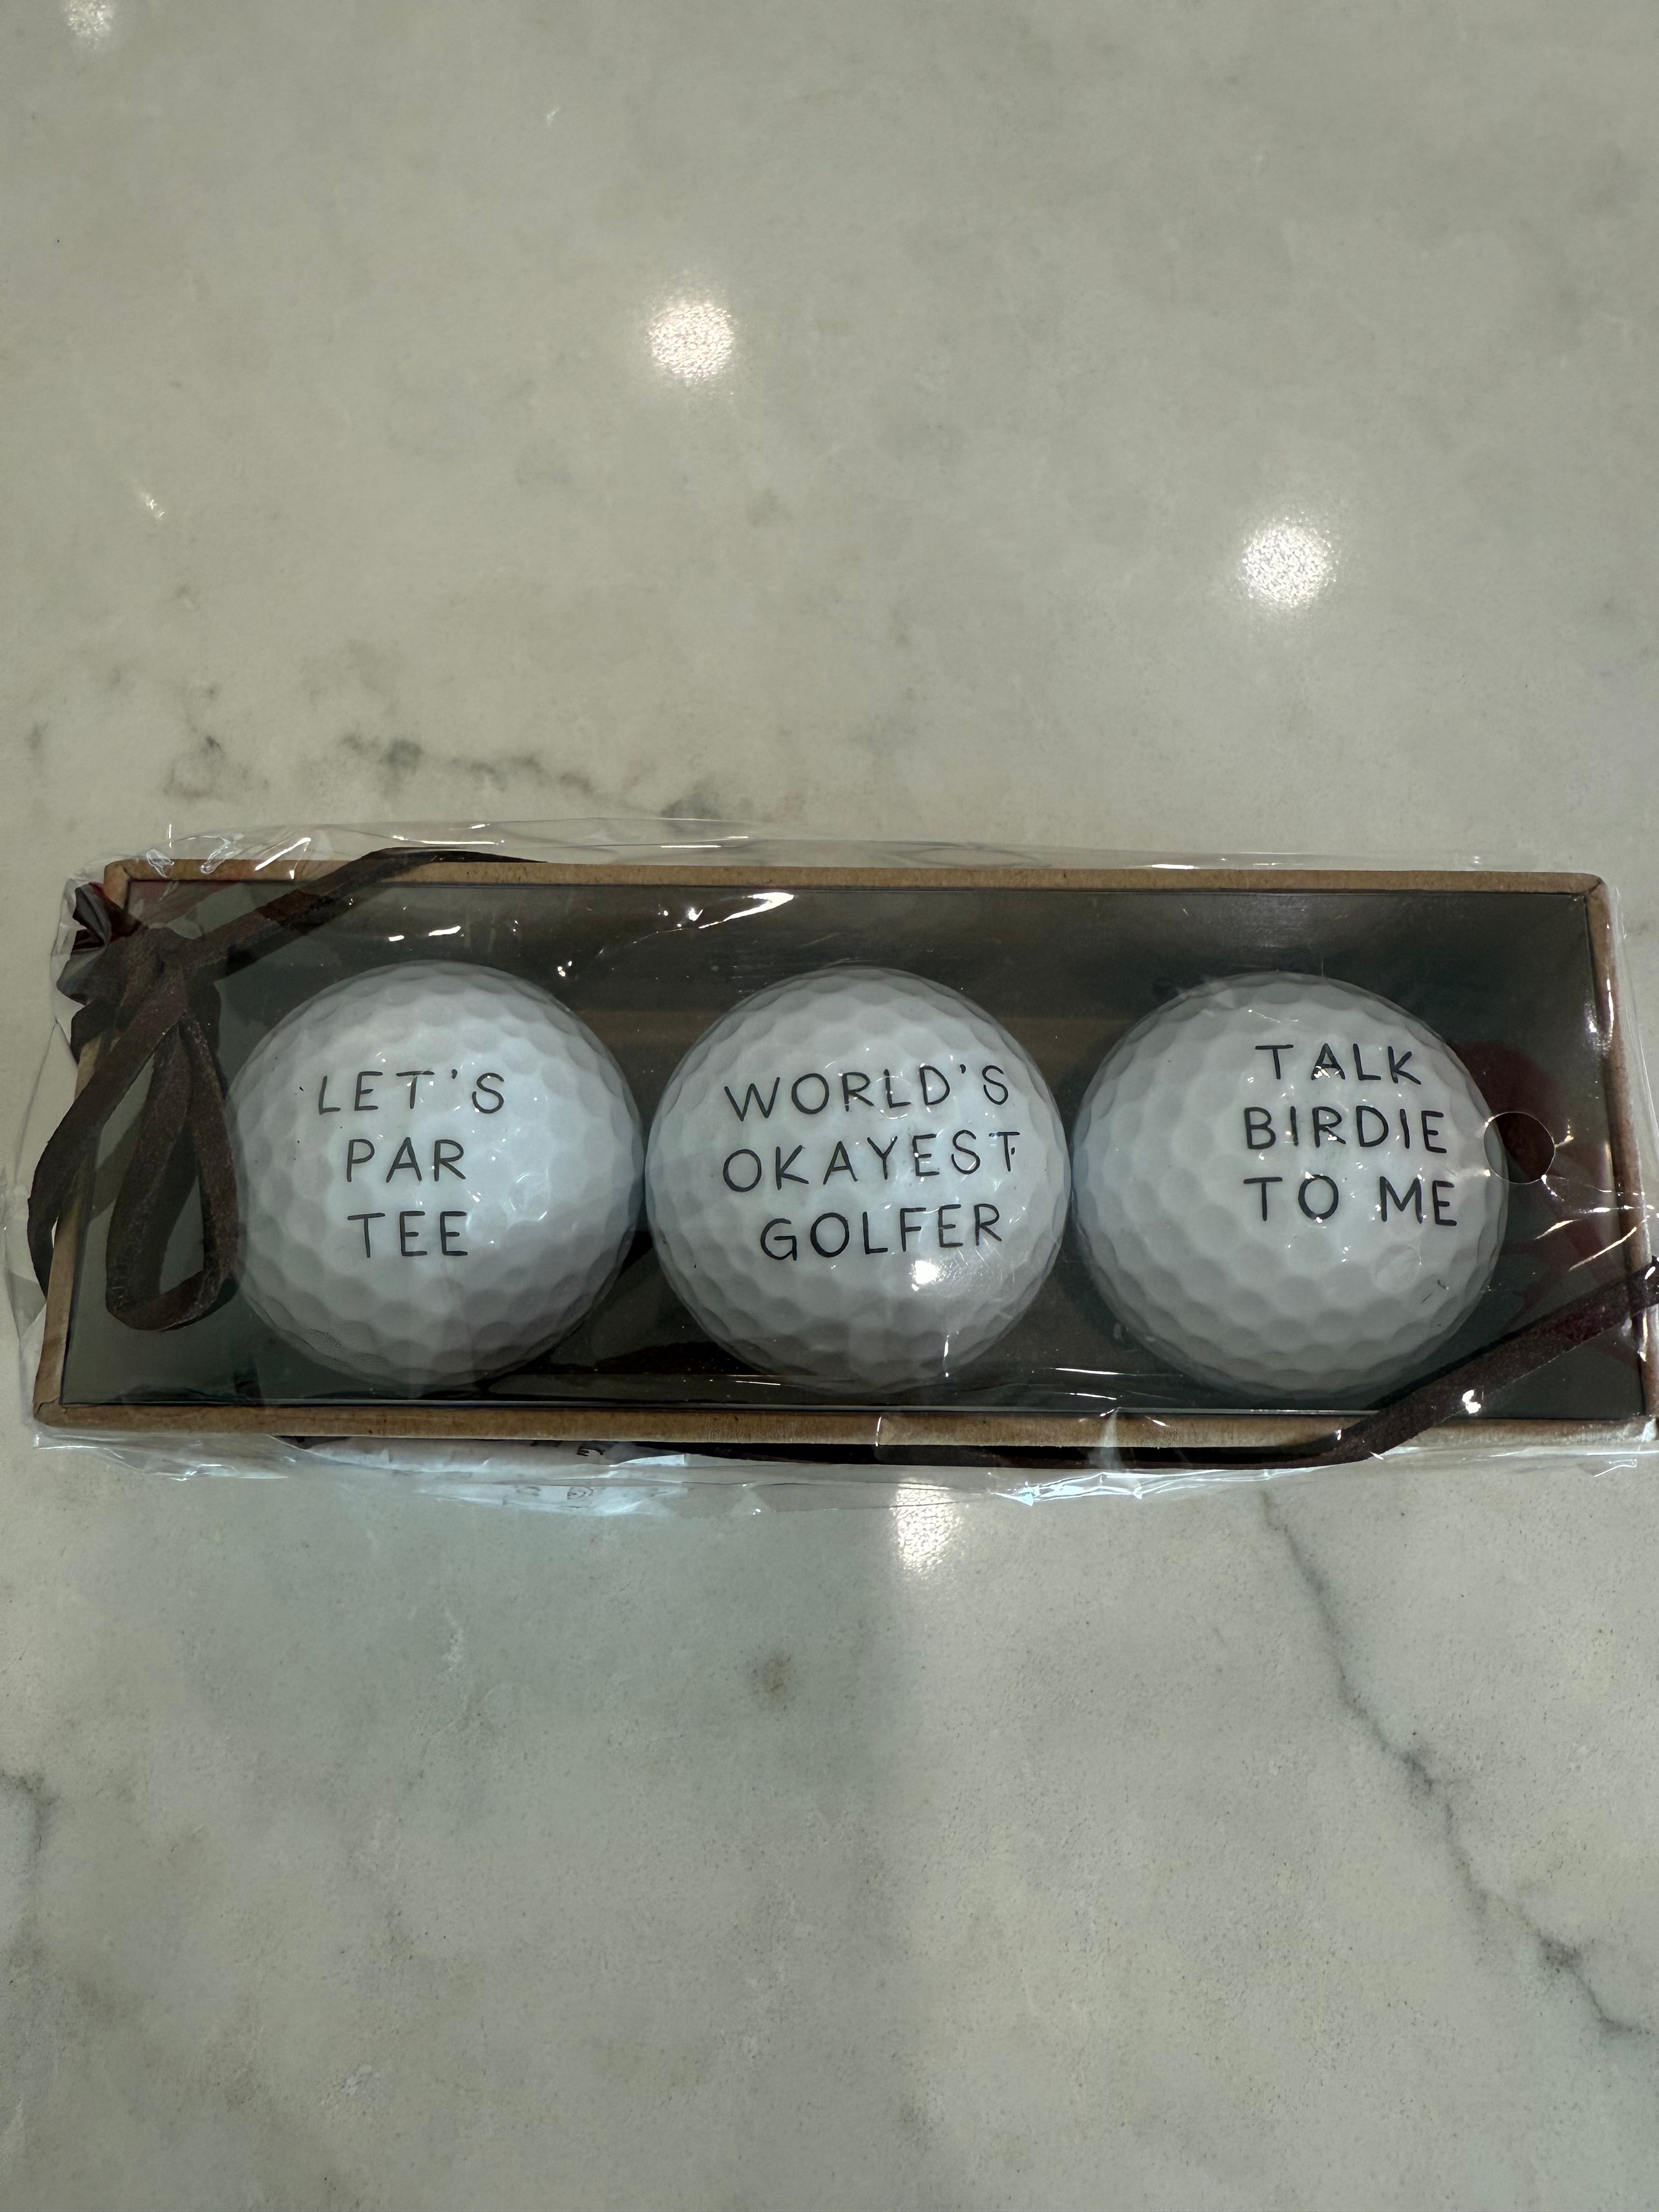 LET'S
PAR
TEE
WORLD'S
OKAYEST
GOLFER
TALK
BIRDIE
TO ME